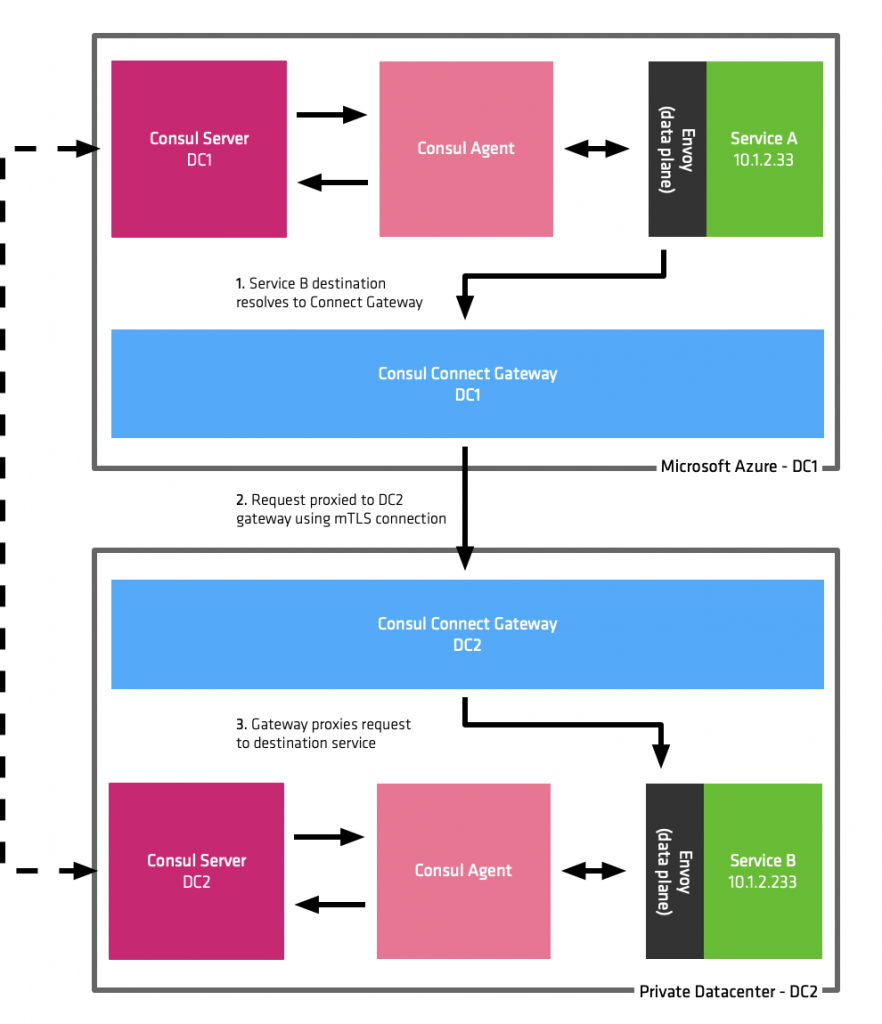 Consul Server
DC1
Consul Agent
Envoy
(data plane)
Service A
10.1.2.33
1. Service B destination
resolves to Connect Gateway
Consul Connect Gateway
DC1
Microsoft Azure - DC1
2. Request proxied to DC2
gateway using mTLS connection
Consul Connect Gateway
DC2
3. Gateway proxies request
to destination service
Consul Server
DC2
Consul Agent
Envoy
(data plane)
Service B
10.1.2.233
Private Datacenter - DC2